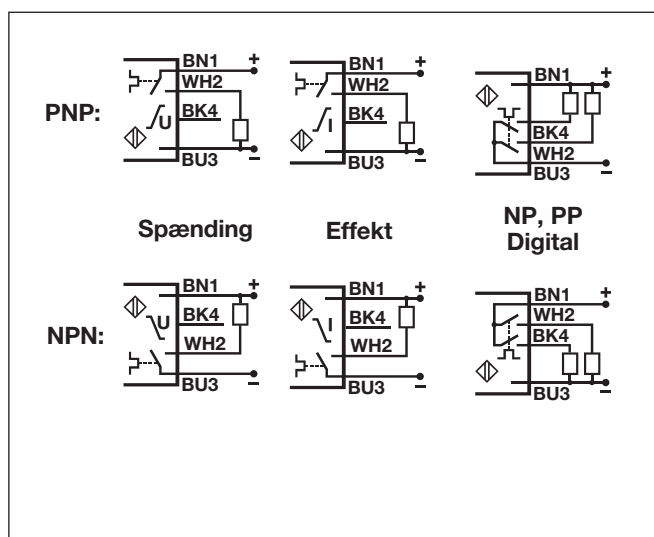 PNP:
BN1
+
WH2
U
BK4
BU3
−
BN1
+
WH2
I
BK4
BU3
−
BN1
+
BK4
WH2
BU3
−
Spænding
Effekt
NP, PP
Digital
NPN:
BN1
+
U
BK4
WH2
BU3
−
BN1
+
I
BK4
WH2
BU3
−
BN1
+
WH2
BK4
BU3
−